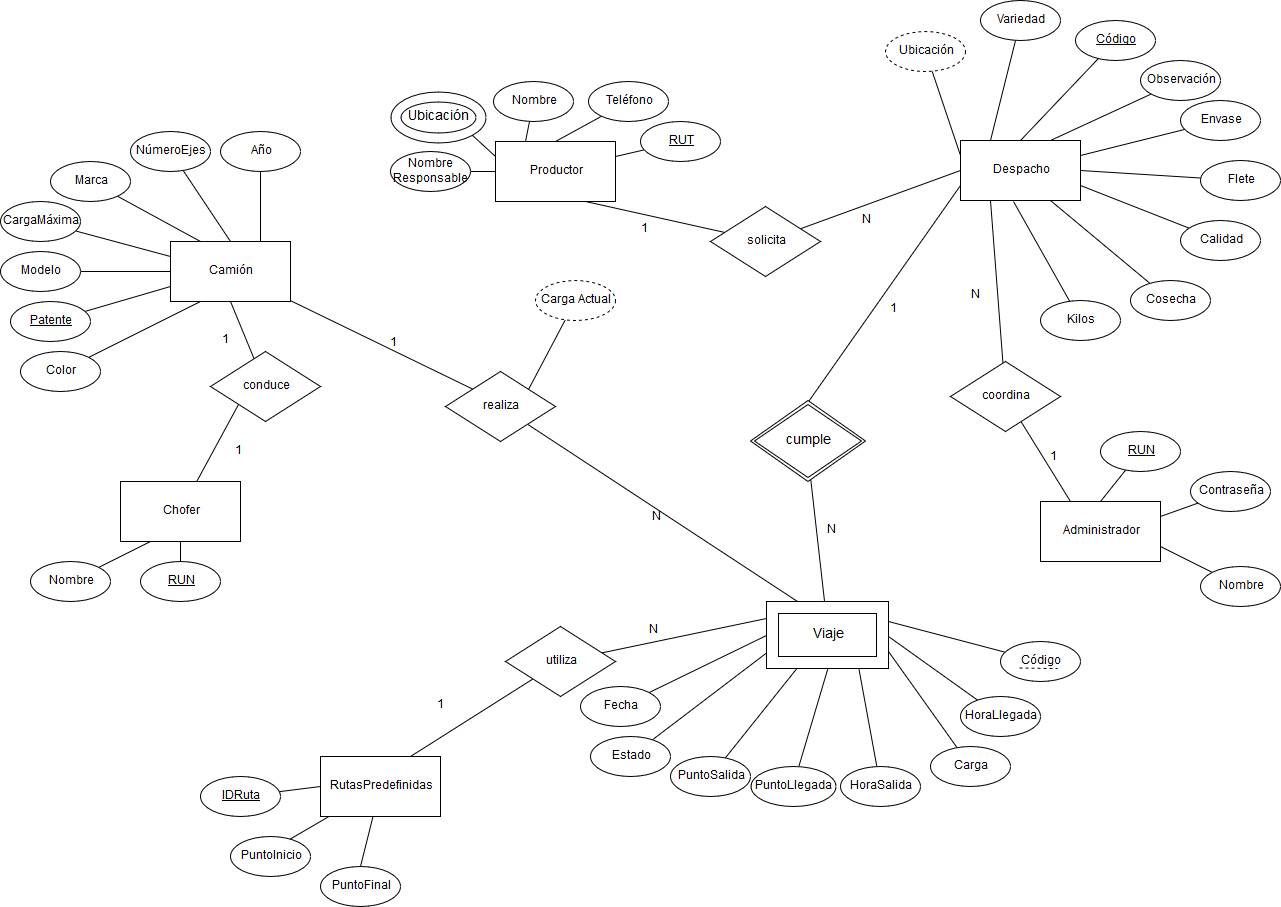 Variedad
Código
Ubicación
Observación
Envase
Flete
Despacho
Calidad
Cosecha
Kilos
Ubicación
Nombre
Teléfono
RUT
Nombre
Responsable
Productor
1
solicita
N
NúmeroEjes
Año
Marca
CargaMáxima
Modelo
Patente
Color
Camión
1
conduce
1
Chofer
Nombre
RUN
1
Carga Actual
realiza
N
1
cumple
N
N
coordina
1
RUN
Contraseña
Administrador
Nombre
Viaje
N
utiliza
1
Fecha
Estado
PuntoSalida
PuntoLlegada
HoraSalida
Carga
HoraLlegada
Código
RutasPredefinidas
IDRuta
PuntoInicio
PuntoFinal